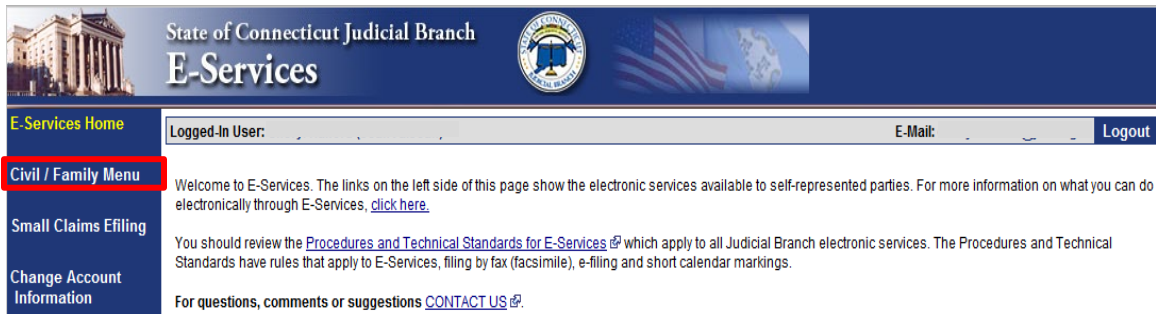 State of Connecticut Judicial Branch
E-Services
E-Services Home
Logged-In User:
E-Mail:
Logout
Civil / Family Menu
Small Claims Efiling
Change Account
Information
Welcome to E-Services. The links on the left side of this page show the electronic services available to self-represented parties. For more information on what you can do
electronically through E-Services, click here.
You should review the Procedures and Technical Standards for E-Services which apply to all Judicial Branch electronic services. The Procedures and Technical
Standards have rules that apply to E-Services, filing by fax (facsimile), e-filing and short calendar markings.
For questions, comments or suggestions CONTACT US.